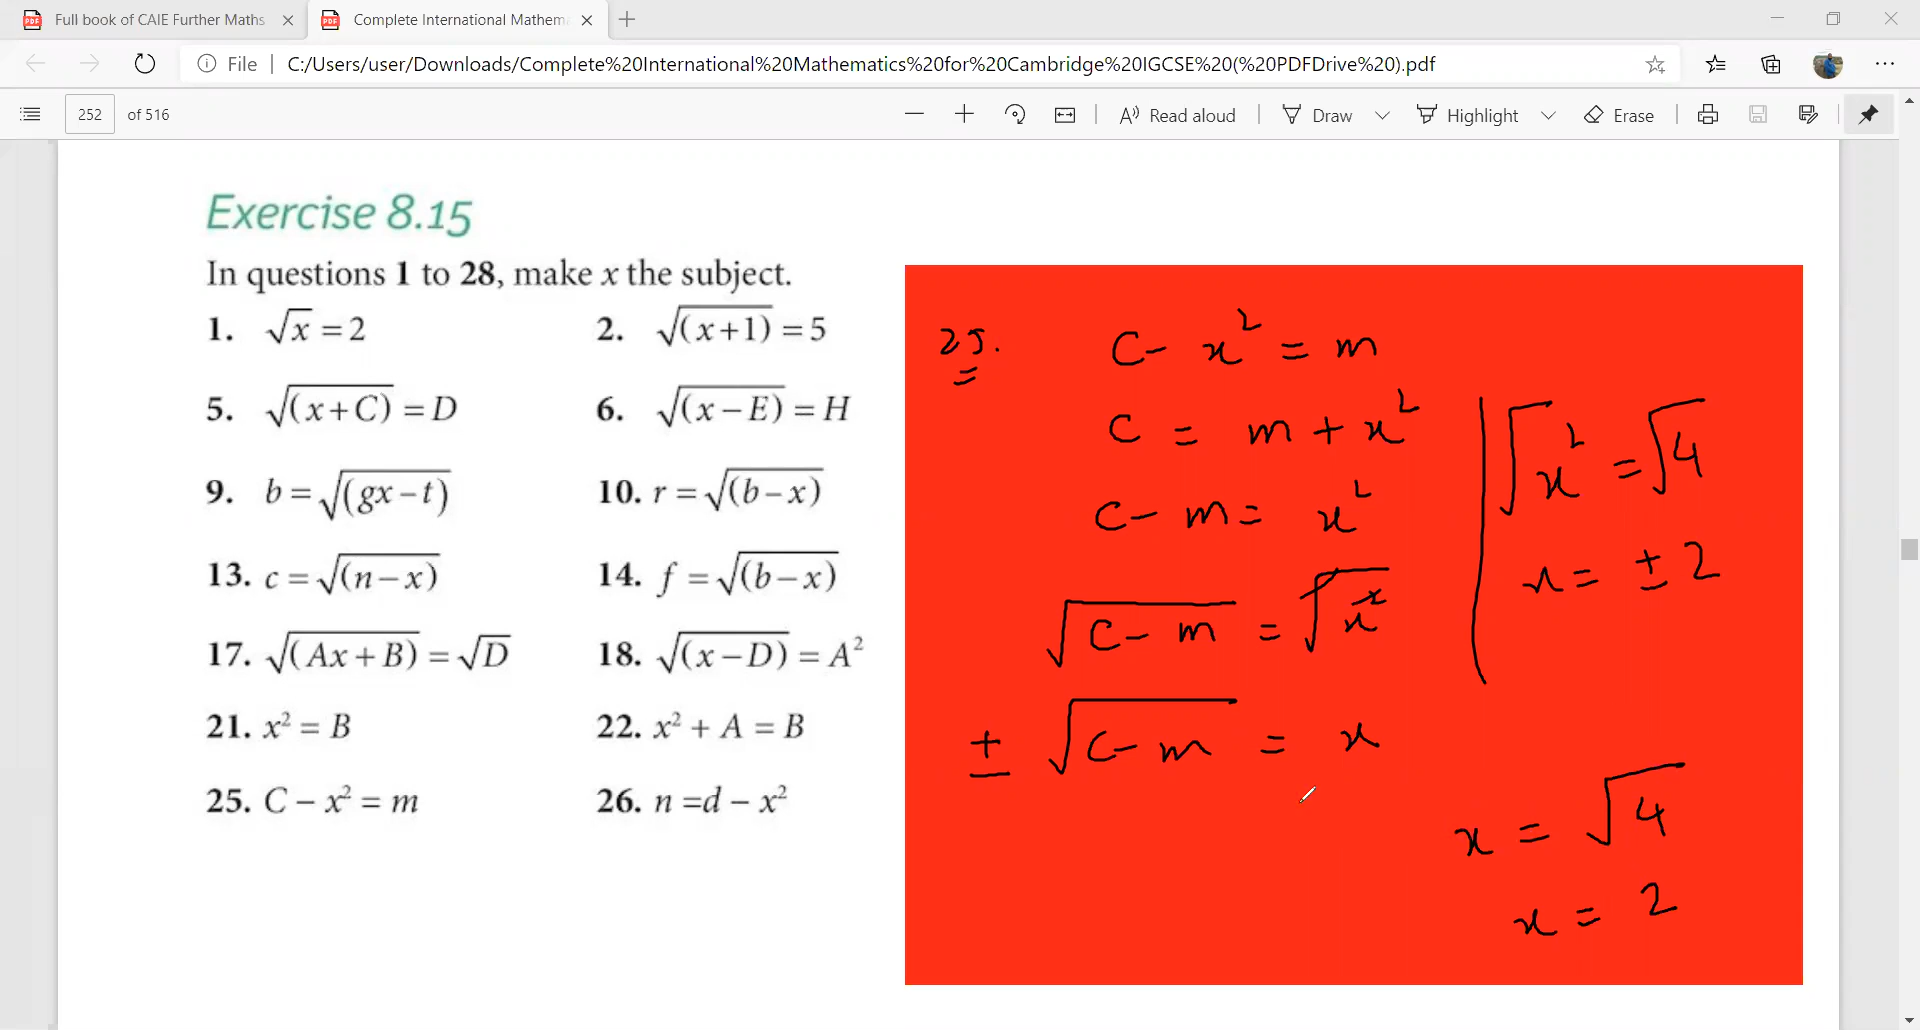 Full book of CAIE Further Maths
Complete International Mathem
File
C:/Users/user/Downloads/Complete%20International%20Mathematics%20for%20Cambridge%20IGCSE%20(%20PDFDrive%20).pdf
252 of 516
Read aloud
Draw
Highlight
Erase
Exercise 8.15
In questions 1 to 28, make x the subject.
1. √x = 2
2. √(x+1) = 5
5. √(x+C) = D
6. √(x−E) = H
9. b = √(gx−t)
10. r = √(b−x)
13. c = √(n−x)
14. f = √(b−x)
17. √(Ax+B) = √D
18. √(x−D) = A²
21. x² = B
22. x² + A = B
25. C − x² = m
26. n =d − x²
25.
C− x² = m
C = m + x²
C− m = x²
√C− m = √x²
± √C− m = x
√x² = √4
x = ± 2
x = √4
x = 2